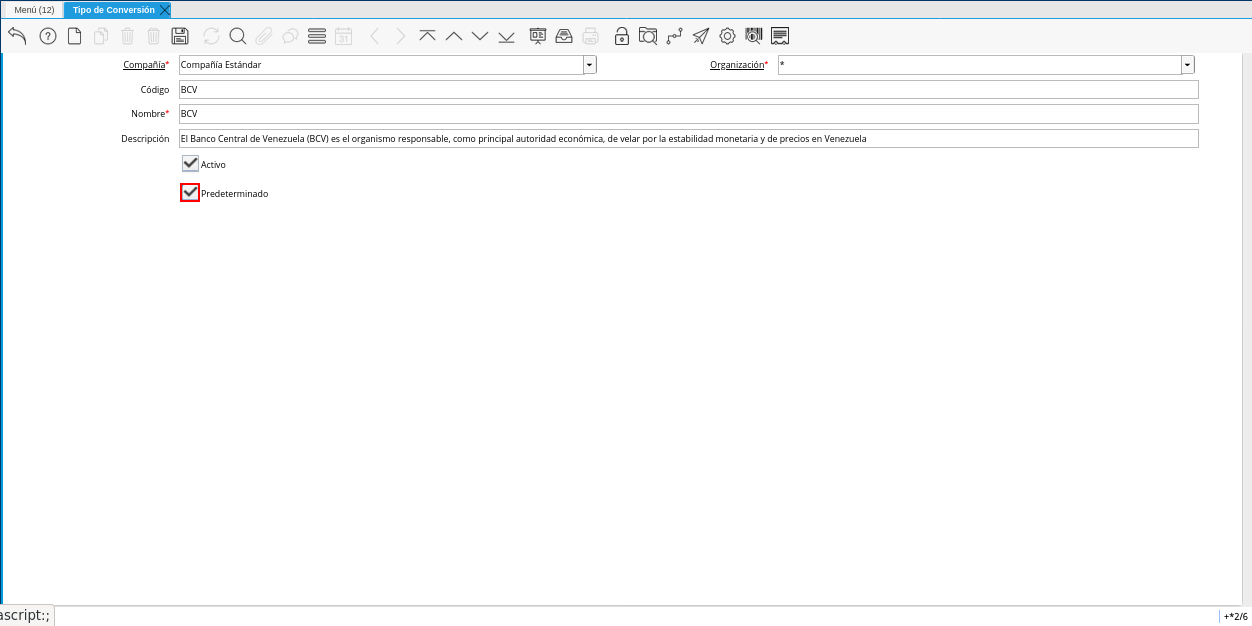 Menú (12) Tipo de Conversión
31
Compañía* Compañía Estándar Organización* *
Código BCV
Nombre* BCV
Descripción El Banco Central de Venezuela (BCV) es el organismo responsable, como principal autoridad económica, de velar por la estabilidad monetaria y de precios en Venezuela
Activo
Predeterminado
ascript:; +*2/6